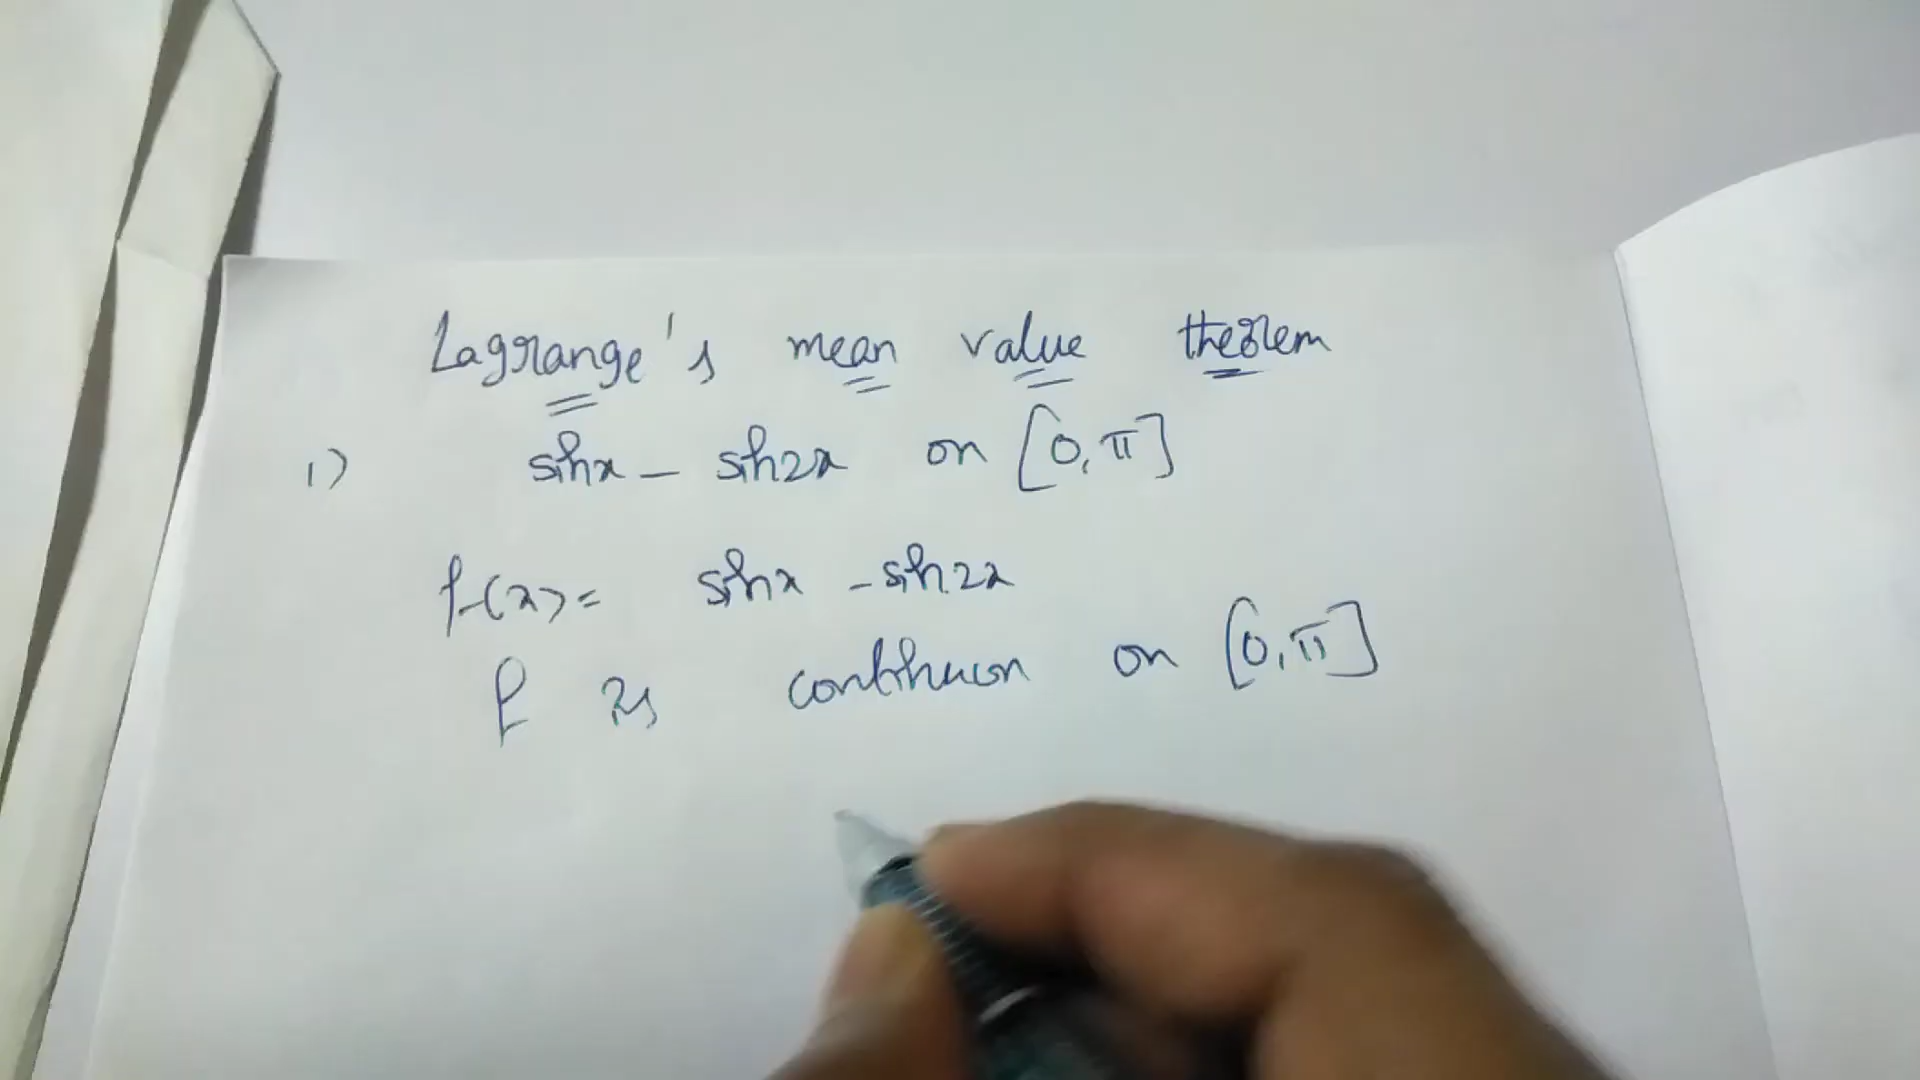 Lagrange's mean value theorem
1) sinx - sin2x on [0, π]
f(x) = sinx - sin2x
f is continuous on [0, π]